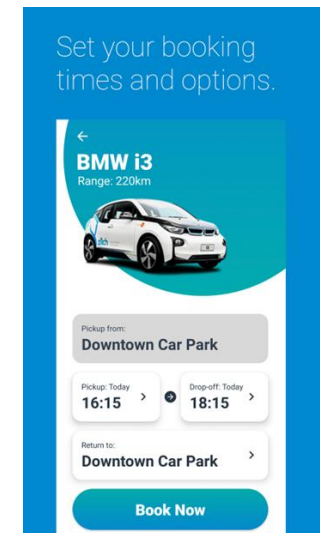 Set your booking
times and options.
BMW i3
Range: 220km
Pickup from:
Downtown Car Park
Pickup: Today
16:15
Drop-off: Today
18:15
Return to:
Downtown Car Park
Book Now